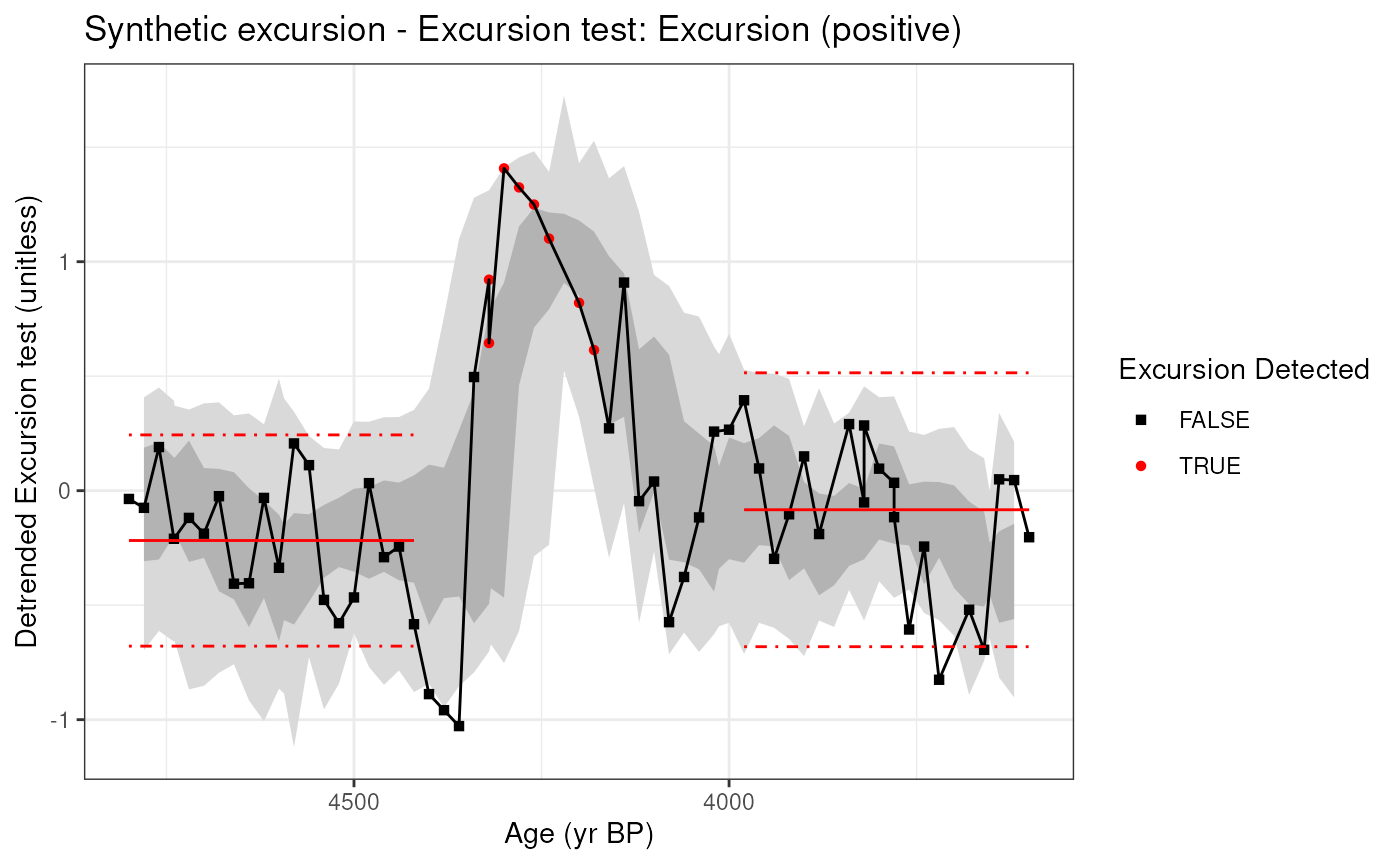 Synthetic excursion - Excursion test: Excursion (positive)
Detrended Excursion test (unitless)
1
0
-1
4500
4000
Age (yr BP)
Excursion Detected
FALSE
TRUE